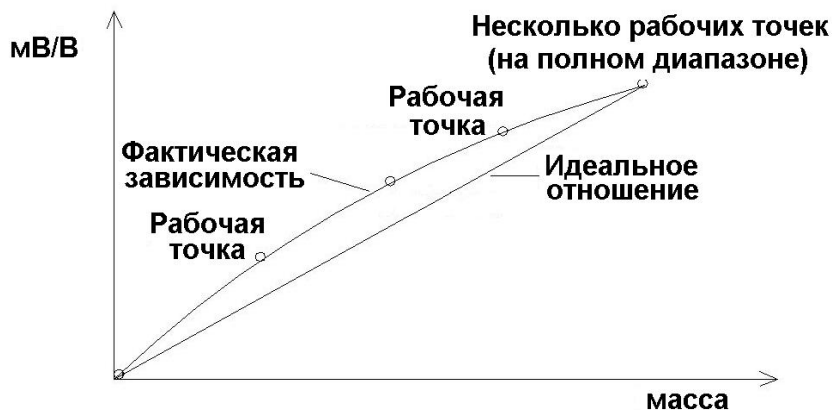 мВ/В
Несколько рабочих точек
(на полном диапазоне)
Рабочая
точка
Фактическая
зависимость
Идеальное
отношение
Рабочая
точка
масса